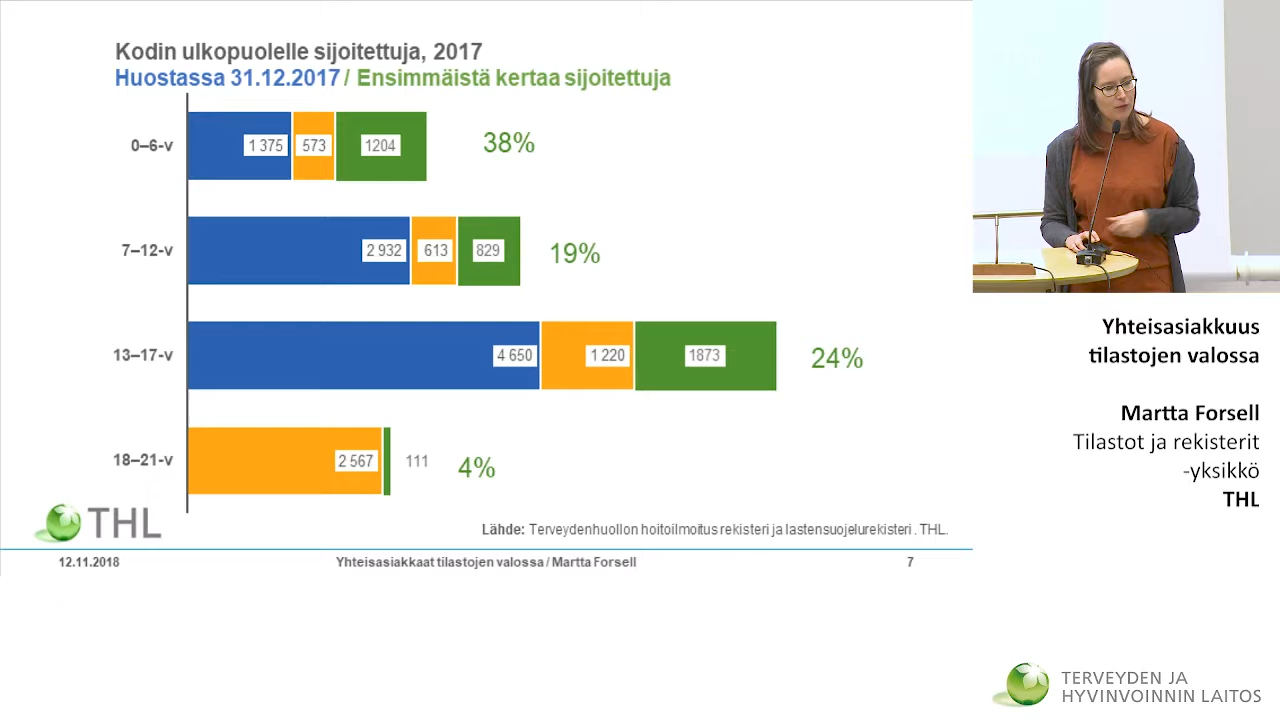 Kodin ulkopuolelle sijoitettuja, 2017
Huostassa 31.12.2017 / Ensimmäistä kertaa sijoitettuja
0–6-v
1 375
573
1204
38%
7–12-v
2 932
613
829
19%
13–17-v
4 650
1 220
1873
24%
18–21-v
2 567
111
4%
THL
Lähde: Terveydenhuollon hoitoilmoitus rekisteri ja lastensuojelurekisteri . THL.
12.11.2018
Yhteisasiakkaat tilastojen valossa / Martta Forsell
7
Yhteisasiakkuus
tilastojen valossa
Martta Forsell
Tilastot ja rekisterit
-yksikkö
THL
TERVEYDEN JA
HYVINVOINNIN LAITOS